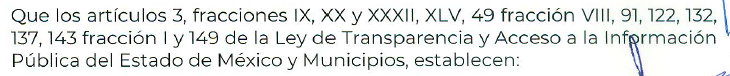 Que los artículos 3, fracciones IX, XX y XXXII, XLV, 49 fracción VIII, 91, 122, 132,
137, 143 fracción I y 149 de la Ley de Transparencia y Acceso a la Información
Pública del Estado de México y Municipios, establecen: